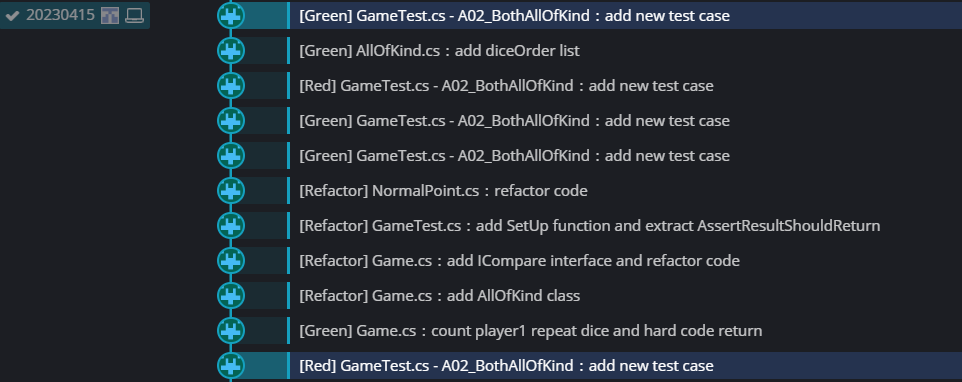 20230415
[Green] GameTest.cs - A02_BothAllOfKind：add new test case
[Green] AllOfKind.cs：add diceOrder list
[Red] GameTest.cs - A02_BothAllOfKind：add new test case
[Green] GameTest.cs - A02_BothAllOfKind：add new test case
[Green] GameTest.cs - A02_BothAllOfKind：add new test case
[Refactor] NormalPoint.cs：refactor code
[Refactor] GameTest.cs：add SetUp function and extract AssertResultShouldReturn
[Refactor] Game.cs：add ICompare interface and refactor code
[Refactor] Game.cs：add AllOfKind class
[Green] Game.cs：count player1 repeat dice and hard code return
[Red] GameTest.cs - A02_BothAllOfKind：add new test case